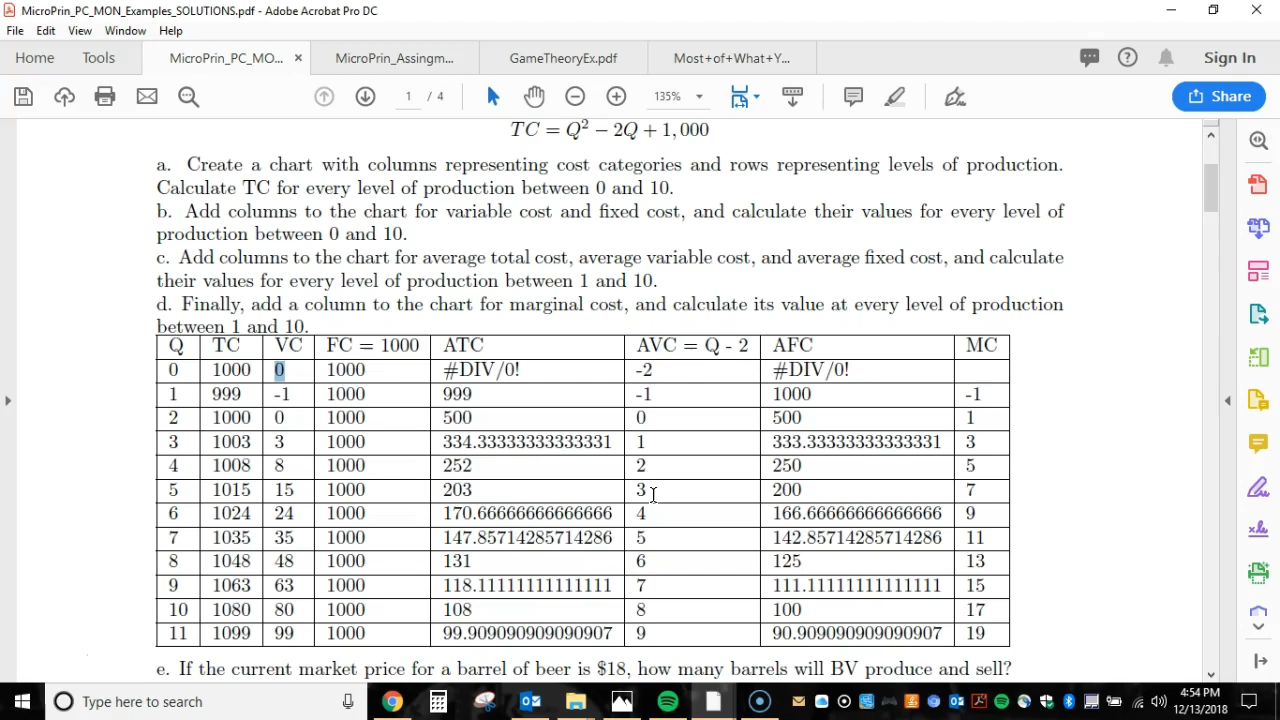 MicroPrin_PC_MON_Examples_SOLUTIONS.pdf - Adobe Acrobat Pro DC
File Edit View Window Help
Home Tools MicroPrin_PC_MO... × MicroPrin_Assingm... GameTheoryEx.pdf Most+of+What+Y... Sign In
1 / 4 135% Share
TC = Q² − 2Q + 1,000
a. Create a chart with columns representing cost categories and rows representing levels of production.
Calculate TC for every level of production between 0 and 10.
b. Add columns to the chart for variable cost and fixed cost, and calculate their values for every level of
production between 0 and 10.
c. Add columns to the chart for average total cost, average variable cost, and average fixed cost, and calculate
their values for every level of production between 1 and 10.
d. Finally, add a column to the chart for marginal cost, and calculate its value at every level of production
between 1 and 10.
Q TC VC FC = 1000 ATC AVC = Q - 2 AFC MC
0 1000 0 1000 #DIV/0! -2 #DIV/0!
1 999 -1 1000 999 -1 1000 -1
2 1000 0 1000 500 0 500 1
3 1003 3 1000 334.33333333333331 1 333.33333333333331 3
4 1008 8 1000 252 2 250 5
5 1015 15 1000 203 3 200 7
6 1024 24 1000 170.66666666666666 4 166.66666666666666 9
7 1035 35 1000 147.85714285714286 5 142.85714285714286 11
8 1048 48 1000 131 6 125 13
9 1063 63 1000 118.11111111111111 7 111.11111111111111 15
10 1080 80 1000 108 8 100 17
11 1099 99 1000 99.909090909090907 9 90.909090909090907 19
e. If the current market price for a barrel of beer is $18, how many barrels will BV produce and sell?
Type here to search
4:54 PM
12/13/2018